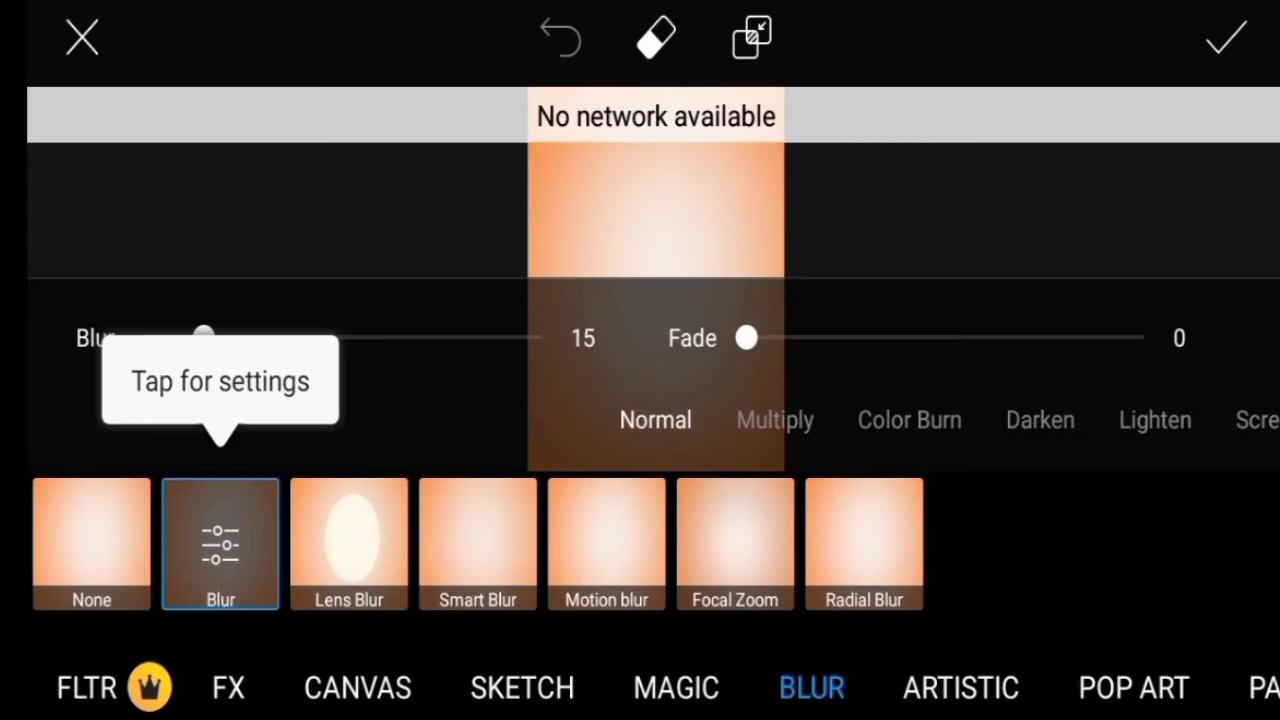 No network available
Blur 15 Fade 0
Tap for settings
Normal Multiply Color Burn Darken Lighten Scre
None Blur Lens Blur Smart Blur Motion blur Focal Zoom Radial Blur
FLTR FX CANVAS SKETCH MAGIC BLUR ARTISTIC POP ART PA